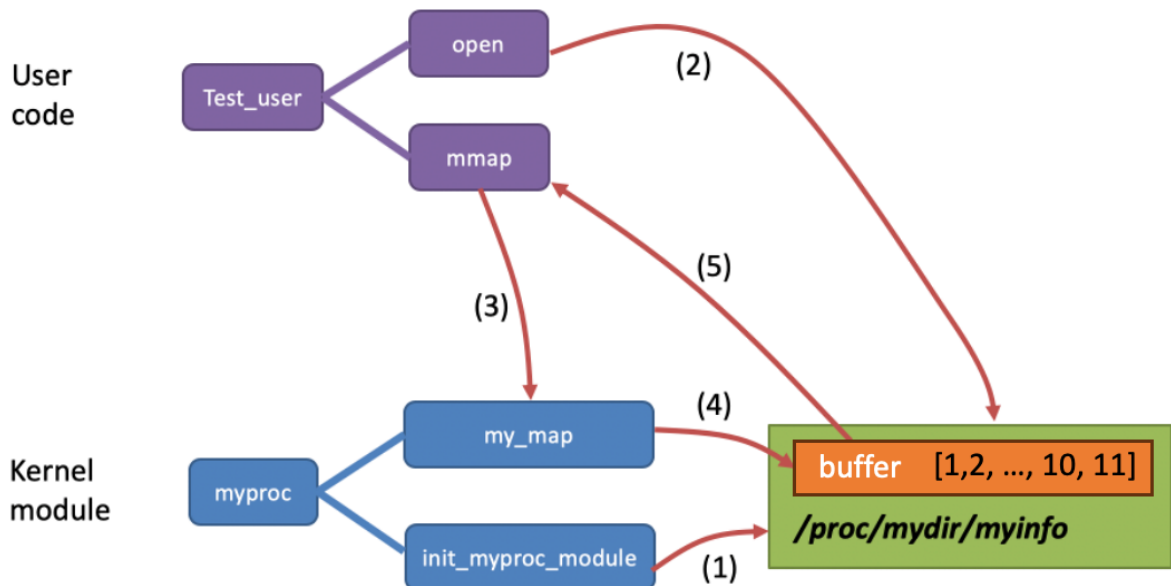 open
(2)
User
code
Test_user
mmap
(5)
(3)
my_map
(4)
buffer [1,2, ..., 10, 11]
Kernel
module
myproc
/proc/mydir/myinfo
init_myproc_module
(1)